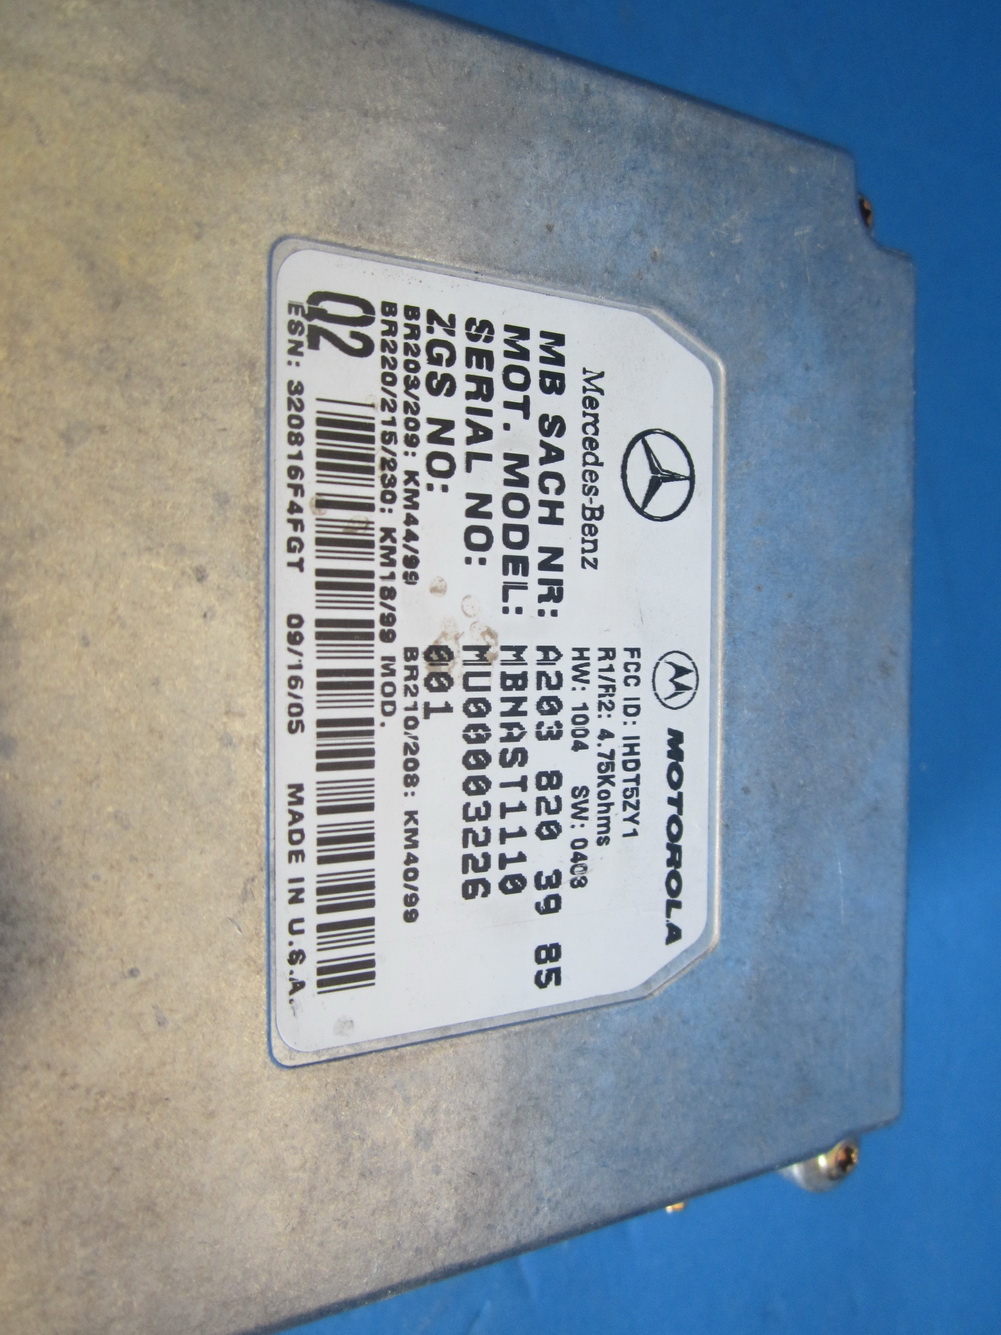 MOTOROLA
Mercedes-Benz
FCC ID: IHDT5ZY1
R1/R2: 4.75Kohms
HW: 1004 SW: 0403
MB SACH NR: A203 820 39 85
MOT. MODEL: MBNAST1110
SERIAL NO: MU00003226
ZGS NO: 001
BR203/209: KM44/99 BR210/208: KM40/99
BR220/215/230: KM18/99 MOD.
Q2
ESN: 320816F4FGT 09/16/05 MADE IN U.S.A.